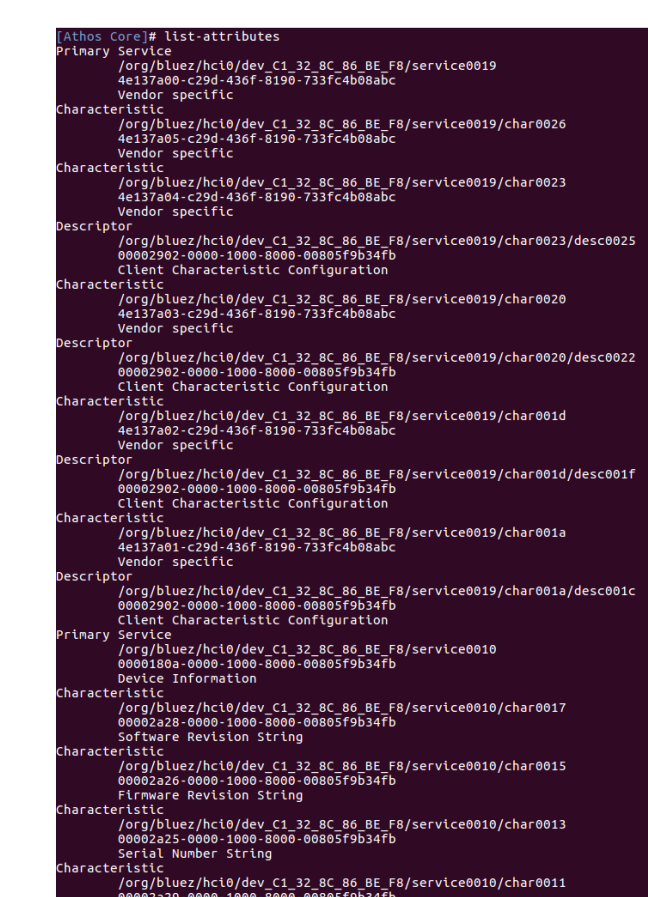 [Athos Core]# list-attributes
Primary Service
/org/bluez/hci0/dev_C1_32_8C_86_BE_F8/service0019
4e137a00-c29d-436f-8190-733fc4b08abc
Vendor specific
Characteristic
/org/bluez/hci0/dev_C1_32_8C_86_BE_F8/service0019/char0026
4e137a05-c29d-436f-8190-733fc4b08abc
Vendor specific
Characteristic
/org/bluez/hci0/dev_C1_32_8C_86_BE_F8/service0019/char0023
4e137a04-c29d-436f-8190-733fc4b08abc
Vendor specific
Descriptor
/org/bluez/hci0/dev_C1_32_8C_86_BE_F8/service0019/char0023/desc0025
00002902-0000-1000-8000-00805f9b34fb
Client Characteristic Configuration
Characteristic
/org/bluez/hci0/dev_C1_32_8C_86_BE_F8/service0019/char0020
4e137a03-c29d-436f-8190-733fc4b08abc
Vendor specific
Descriptor
/org/bluez/hci0/dev_C1_32_8C_86_BE_F8/service0019/char0020/desc0022
00002902-0000-1000-8000-00805f9b34fb
Client Characteristic Configuration
Characteristic
/org/bluez/hci0/dev_C1_32_8C_86_BE_F8/service0019/char001d
4e137a02-c29d-436f-8190-733fc4b08abc
Vendor specific
Descriptor
/org/bluez/hci0/dev_C1_32_8C_86_BE_F8/service0019/char001d/desc001f
00002902-0000-1000-8000-00805f9b34fb
Client Characteristic Configuration
Characteristic
/org/bluez/hci0/dev_C1_32_8C_86_BE_F8/service0019/char001a
4e137a01-c29d-436f-8190-733fc4b08abc
Vendor specific
Descriptor
/org/bluez/hci0/dev_C1_32_8C_86_BE_F8/service0019/char001a/desc001c
00002902-0000-1000-8000-00805f9b34fb
Client Characteristic Configuration
Primary Service
/org/bluez/hci0/dev_C1_32_8C_86_BE_F8/service0010
0000180a-0000-1000-8000-00805f9b34fb
Device Information
Characteristic
/org/bluez/hci0/dev_C1_32_8C_86_BE_F8/service0010/char0017
00002a28-0000-1000-8000-00805f9b34fb
Software Revision String
Characteristic
/org/bluez/hci0/dev_C1_32_8C_86_BE_F8/service0010/char0015
00002a26-0000-1000-8000-00805f9b34fb
Firmware Revision String
Characteristic
/org/bluez/hci0/dev_C1_32_8C_86_BE_F8/service0010/char0013
00002a25-0000-1000-8000-00805f9b34fb
Serial Number String
Characteristic
/org/bluez/hci0/dev_C1_32_8C_86_BE_F8/service0010/char0011
00002a29-0000-1000-8000-00805f9b34fb